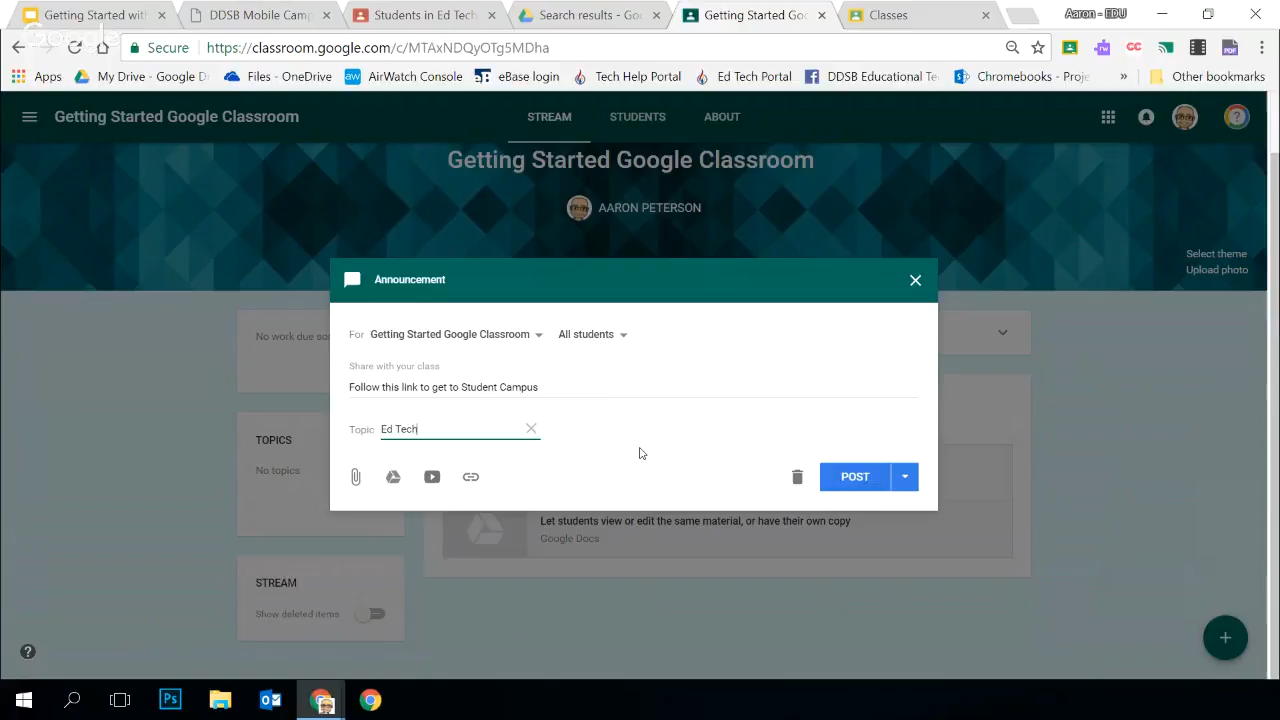 Getting Started with
DDSB Mobile Camp
Students in Ed Tech
Search results - Goo
Getting Started Goo
Classes
Aaron - EDU
Google
Secure
https://classroom.google.com/c/MTAxNDQyOTg5MDha
Apps
My Drive - Google D
Files - OneDrive
aw
AirWatch Console
eBase login
Tech Help Portal
Ed Tech Portal
DDSB Educational Te
Chromebooks - Proje
»
Other bookmarks
Getting Started Google Classroom
STREAM
STUDENTS
ABOUT
Getting Started Google Classroom
AARON PETERSON
Select theme
Upload photo
Announcement
No work due so
For
Getting Started Google Classroom
All students
Share with your class
Follow this link to get to Student Campus
Topic
Ed Tech
TOPICS
No topics
POST
Let students view or edit the same material, or have their own copy
Google Docs
STREAM
Show deleted items